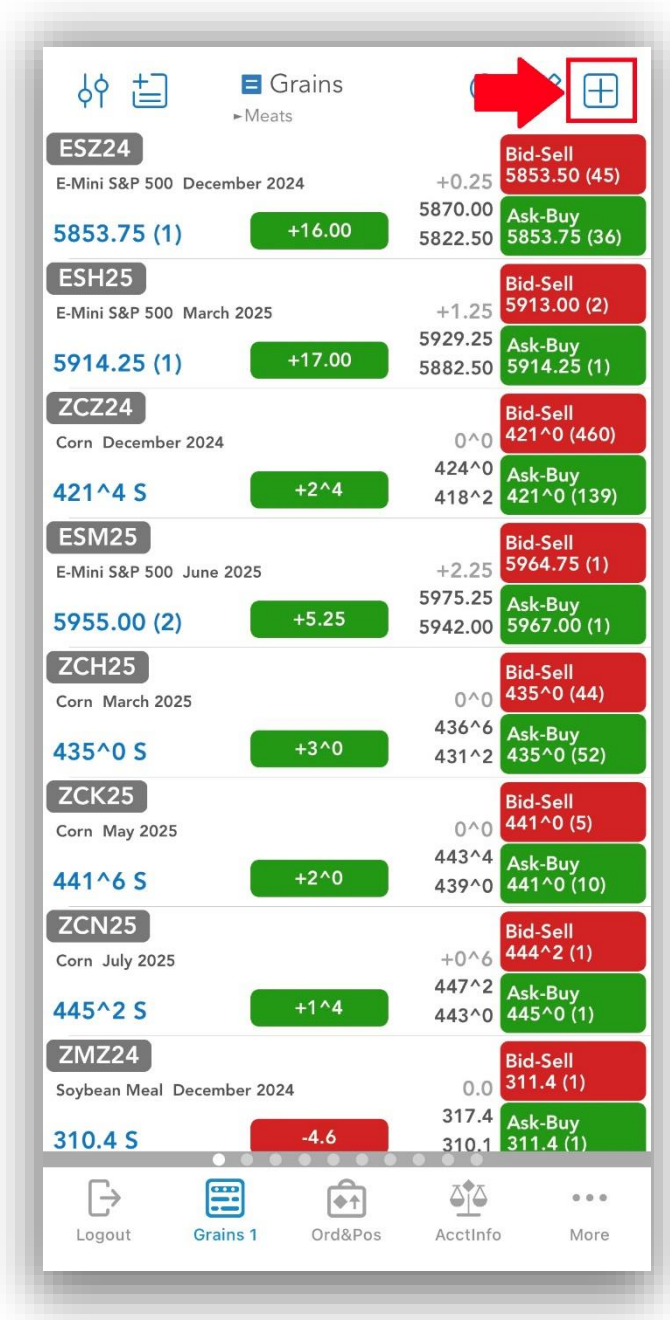 Grains
►Meats
ESZ24
E-Mini S&P 500 December 2024
+0.25
5853.75 (1)
+16.00
5870.00
5822.50
Bid-Sell
5853.50 (45)
Ask-Buy
5853.75 (36)
ESH25
E-Mini S&P 500 March 2025
+1.25
5914.25 (1)
+17.00
5929.25
5882.50
Bid-Sell
5913.00 (2)
Ask-Buy
5914.25 (1)
ZCZ24
Corn December 2024
0^0
421^4 S
+2^4
424^0
418^2
Bid-Sell
421^0 (460)
Ask-Buy
421^0 (139)
ESM25
E-Mini S&P 500 June 2025
+2.25
5955.00 (2)
+5.25
5975.25
5942.00
Bid-Sell
5964.75 (1)
Ask-Buy
5967.00 (1)
ZCH25
Corn March 2025
0^0
435^0 S
+3^0
436^6
431^2
Bid-Sell
435^0 (44)
Ask-Buy
435^0 (52)
ZCK25
Corn May 2025
0^0
441^6 S
+2^0
443^4
439^0
Bid-Sell
441^0 (5)
Ask-Buy
441^0 (10)
ZCN25
Corn July 2025
+0^6
445^2 S
+1^4
447^2
443^0
Bid-Sell
444^2 (1)
Ask-Buy
445^0 (1)
ZMZ24
Soybean Meal December 2024
0.0
310.4 S
-4.6
317.4
310.1
Bid-Sell
311.4 (1)
Ask-Buy
311.4 (1)
Logout
Grains 1
Ord&Pos
AcctInfo
More